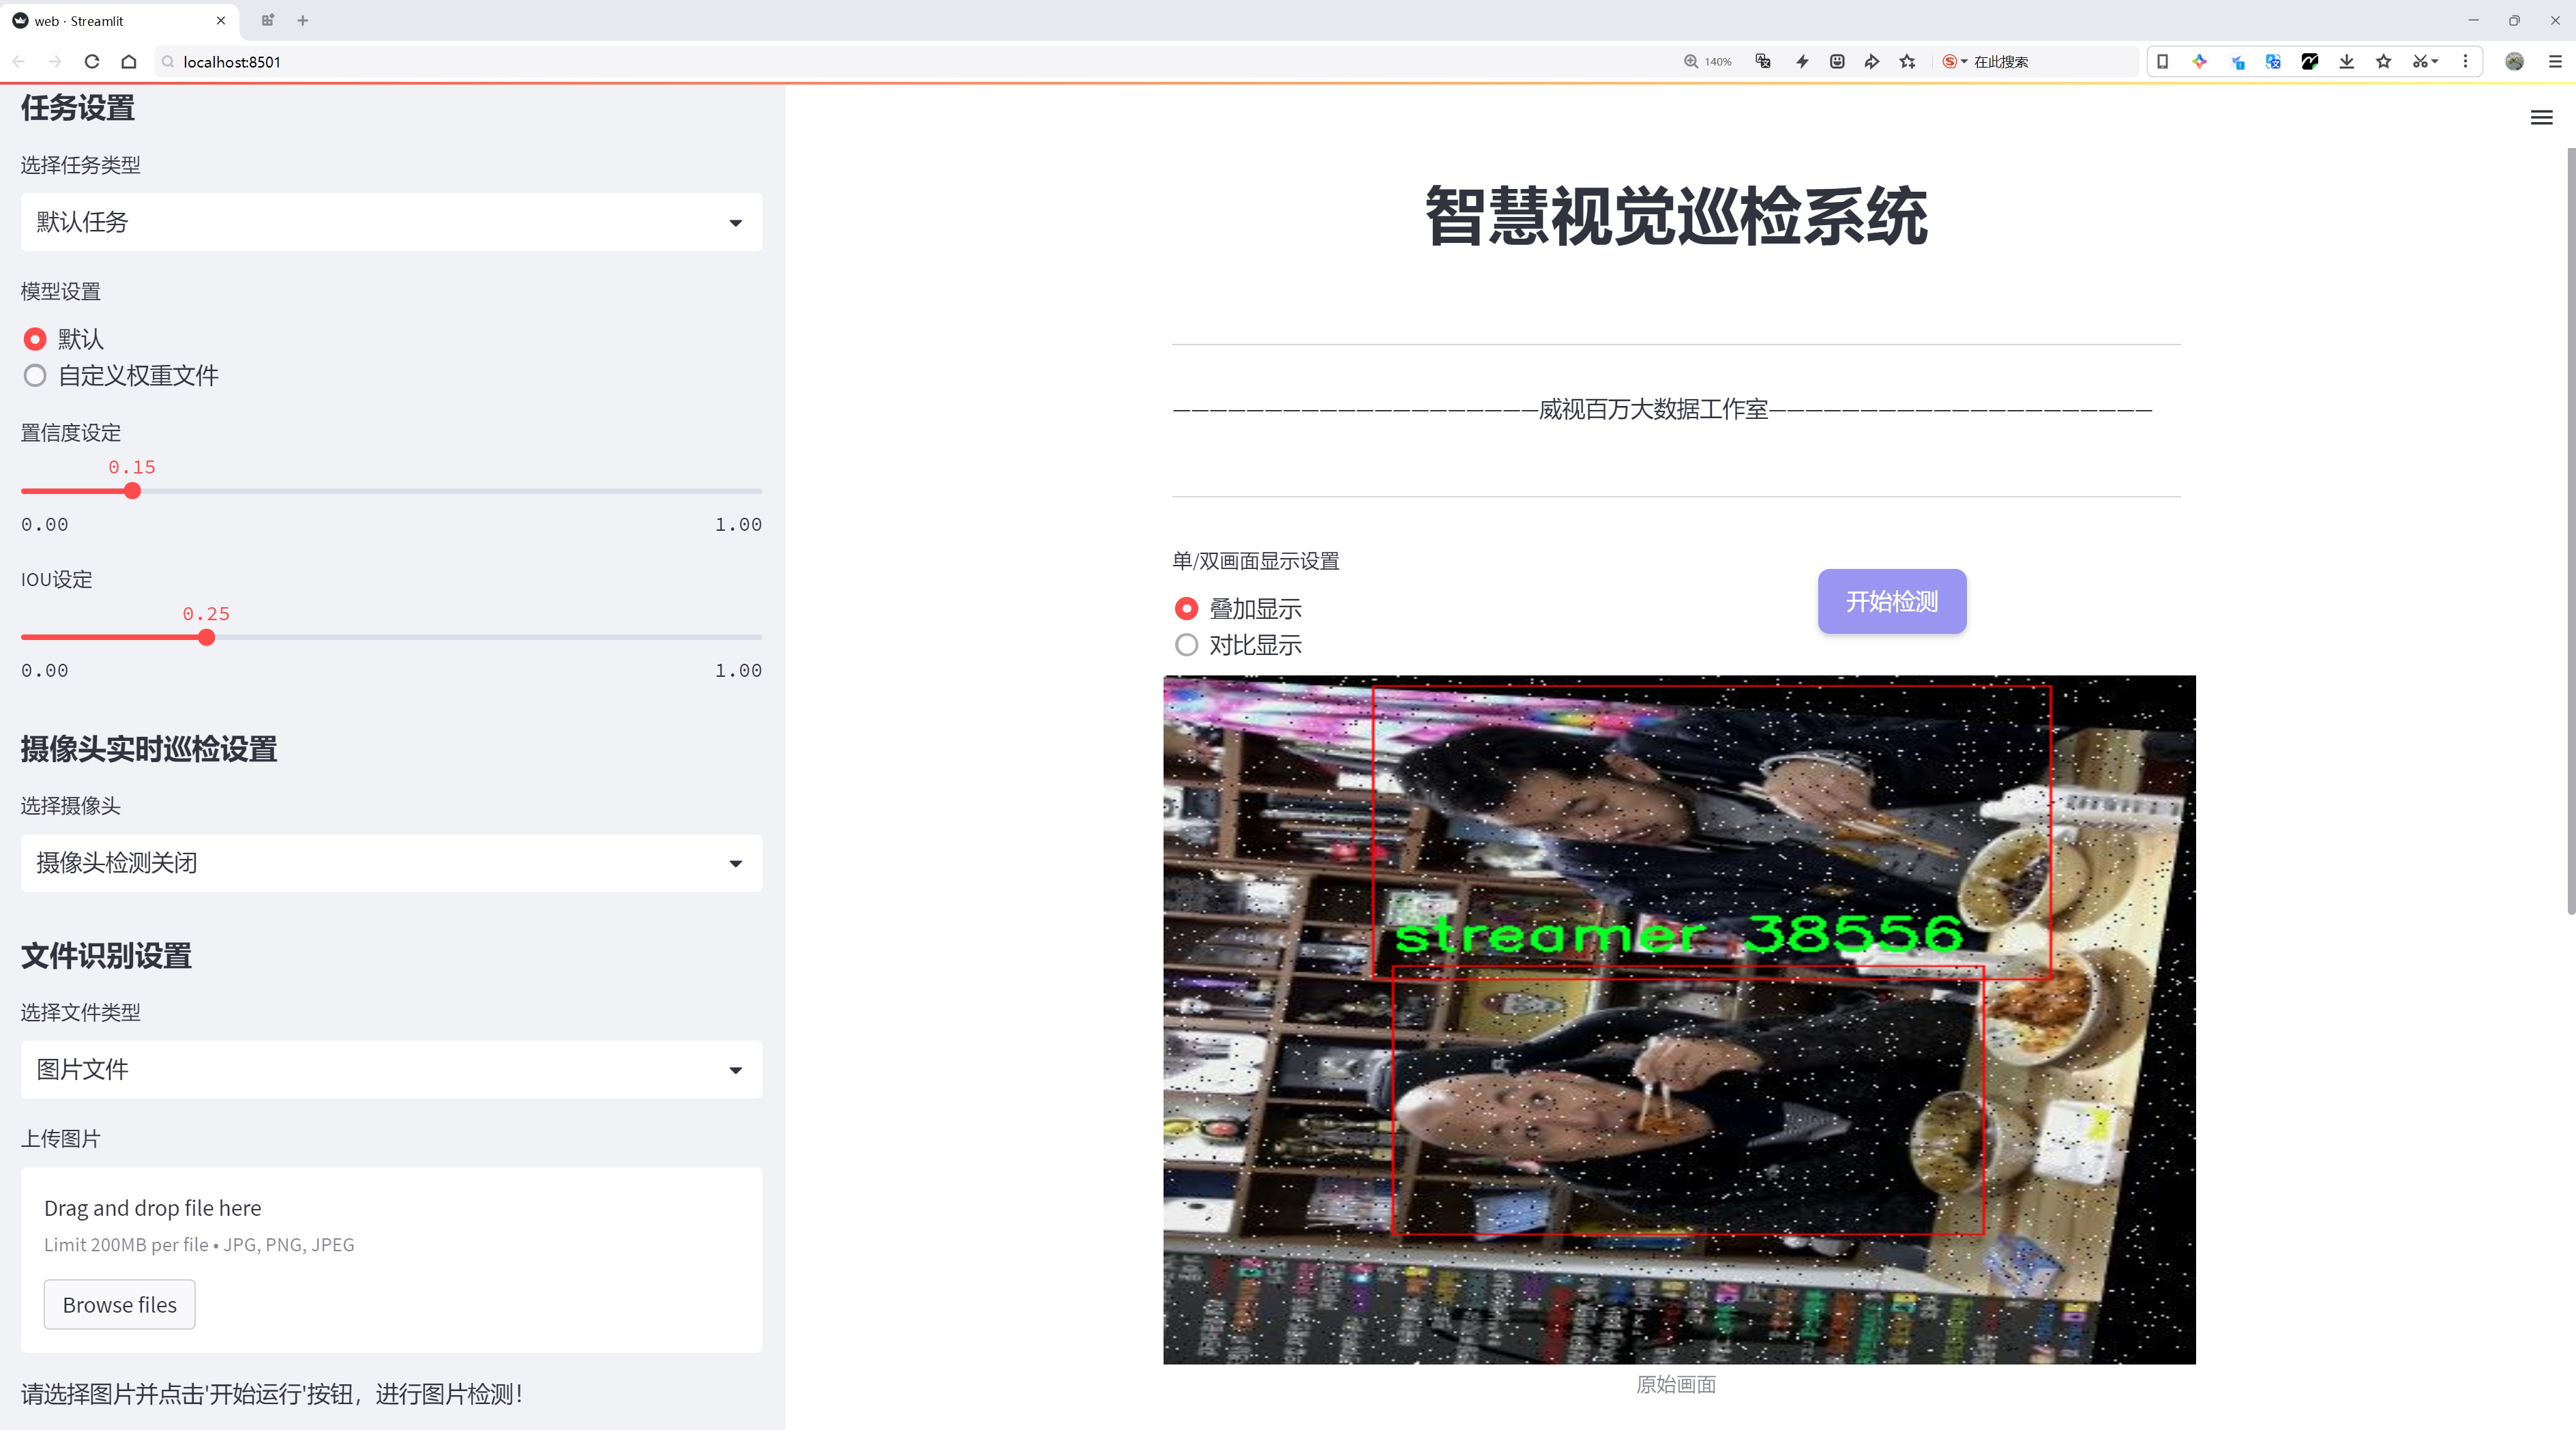 web · Streamlit
localhost:8501
140%
在此搜索
任务设置
选择任务类型
默认任务
模型设置
默认
自定义权重文件
置信度设定
0.15
0.00
1.00
IOU设定
0.25
0.00
1.00
摄像头实时巡检设置
选择摄像头
摄像头检测关闭
文件识别设置
选择文件类型
图片文件
上传图片
Drag and drop file here
Limit 200MB per file • JPG, PNG, JPEG
Browse files
请选择图片并点击'开始运行'按钮，进行图片检测！
智慧视觉巡检系统
————————————————————威视百万大数据工作室—————————————————————
单/双画面显示设置
叠加显示
对比显示
开始检测
streamer 38556
原始画面